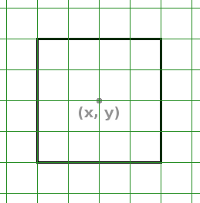 (x, y)